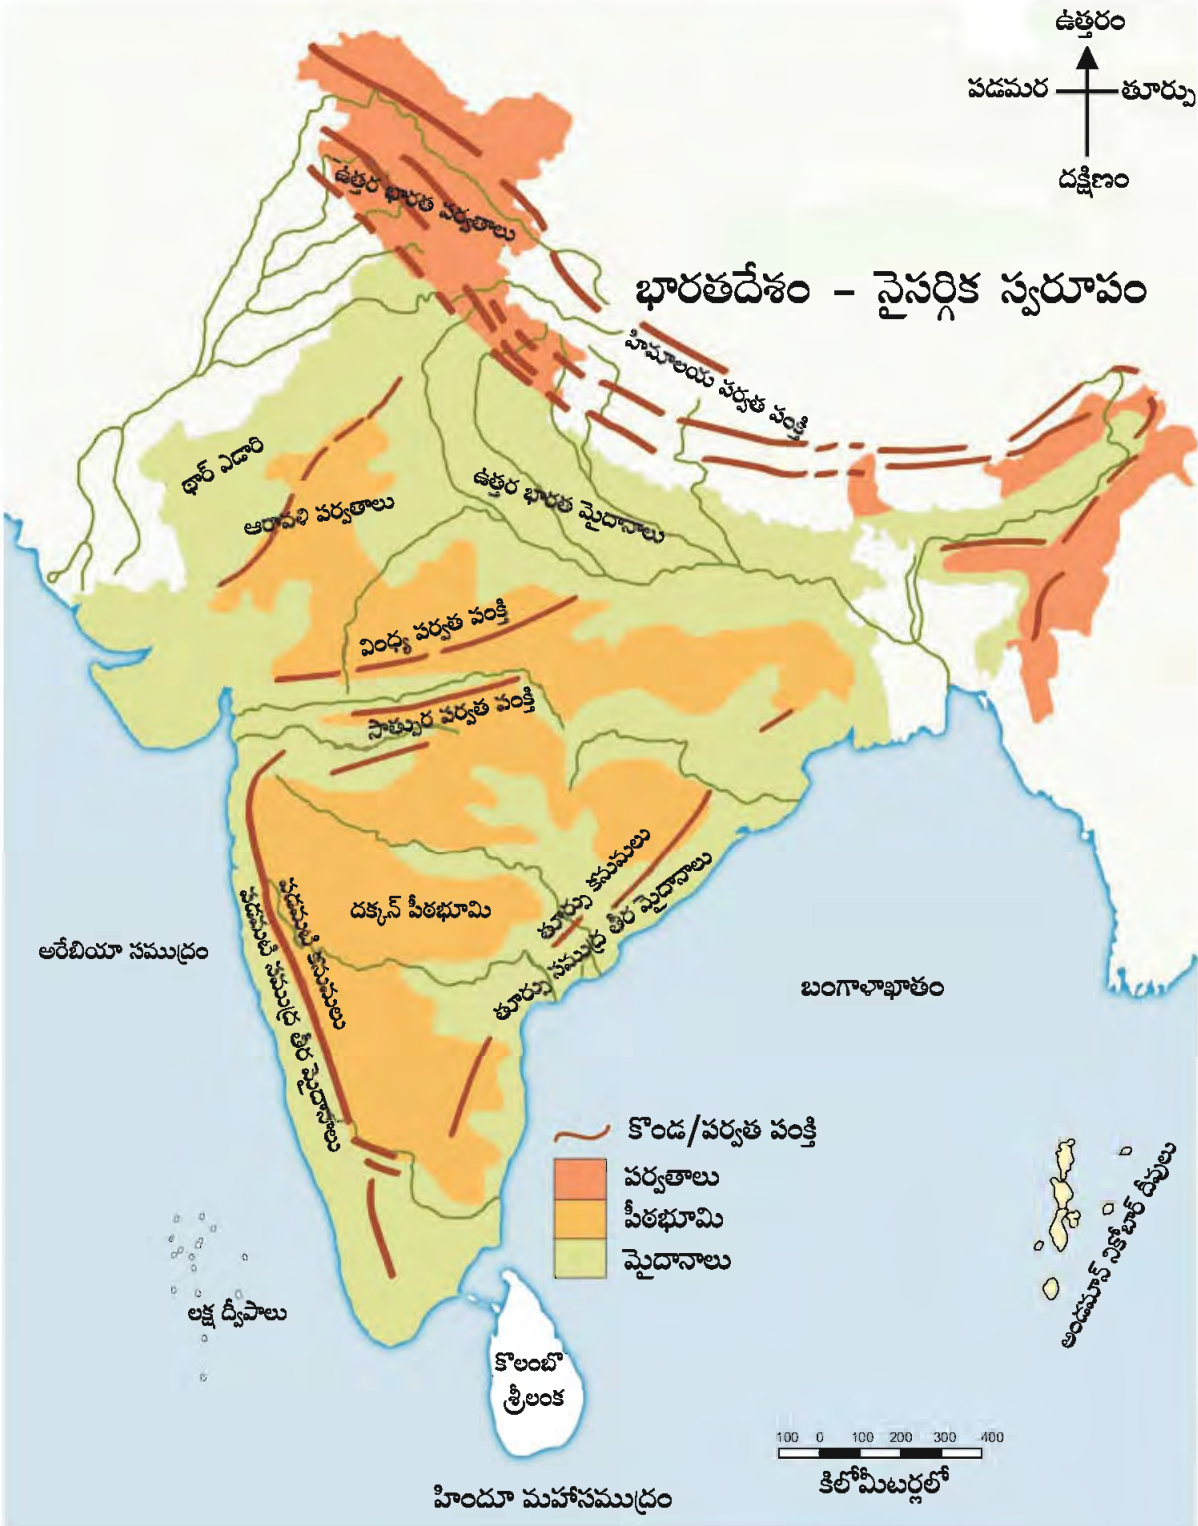 ఉత్తరం
పడమర
తూర్పు
దక్షిణం
భారతదేశం – నైసర్గిక స్వరూపం
ఉత్తర భారత పర్వతాలు
హిమాలయ పర్వత పంక్తి
థార్ ఎడారి
ఆరావళి పర్వతాలు
ఉత్తర భారత మైదానాలు
వింధ్య పర్వత పంక్తి
సాత్పుర పర్వత పంక్తి
తూర్పు కనుమలు
దక్కన్ పీఠభూమి
తూర్పు సముద్ర తీర మైదానాలు
పడమటి కనుమలు
పడమటి సముద్ర తీర మైదానాలు
అరేబియా సముద్రం
బంగాళాఖాతం
కొండ/పర్వత పంక్తి
పర్వతాలు
పీఠభూమి
మైదానాలు
అండమాన్ నికోబార్ దీవులు
లక్ష ద్వీపాలు
కొలంబొ
శ్రీలంక
100 0 100 200 300 400
కిలోమీటర్లలో
హిందూ మహాసముద్రం